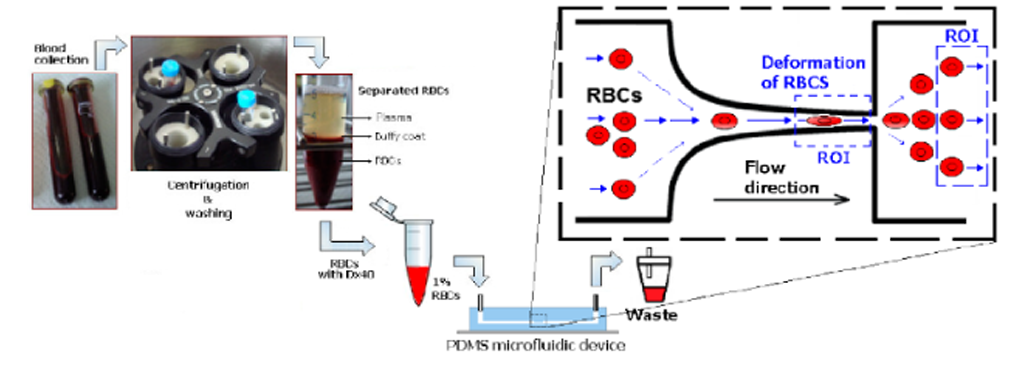 Blood
collection
Centrifugation
&
washing
Separated RBCs
Plasma
Buffy coat
RBCs
RBCs
with Dx40
1%
RBCs
PDMS microfluidic device
Waste
RBCs
Deformation
of RBCS
ROI
Flow
direction
ROI